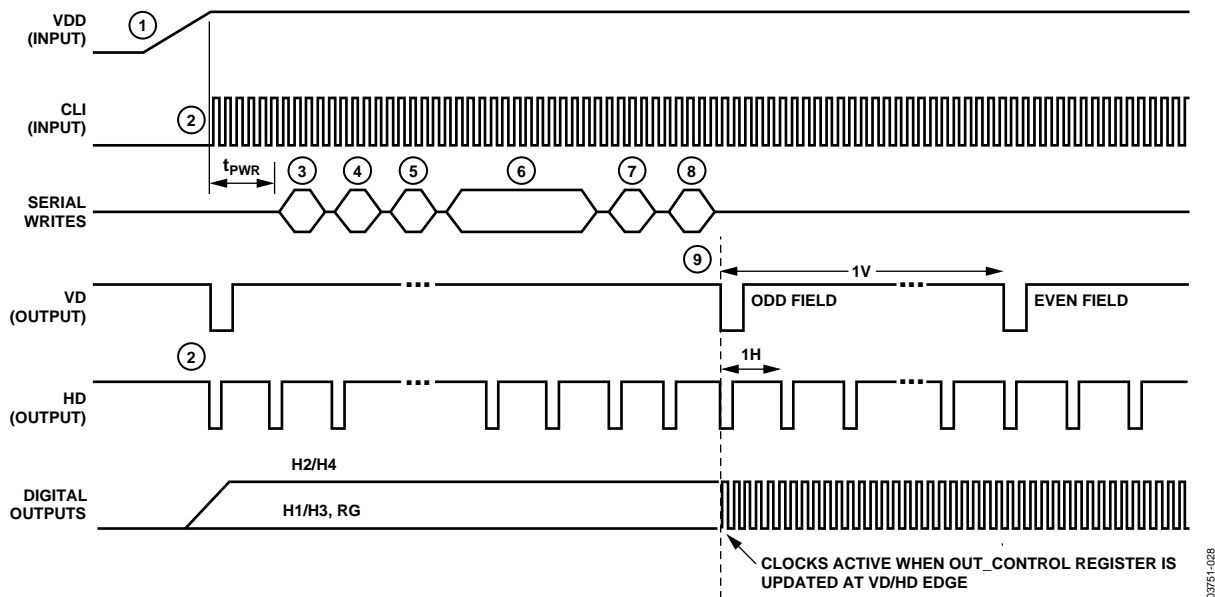 VDD
(INPUT)
1
CLI
(INPUT)
2
tPWR
3
4
5
6
7
8
SERIAL
WRITES
9
1V
VD
(OUTPUT)
ODD FIELD
EVEN FIELD
2
1H
HD
(OUTPUT)
H2/H4
DIGITAL
OUTPUTS
H1/H3, RG
CLOCKS ACTIVE WHEN OUT_CONTROL REGISTER IS
UPDATED AT VD/HD EDGE
03751-028